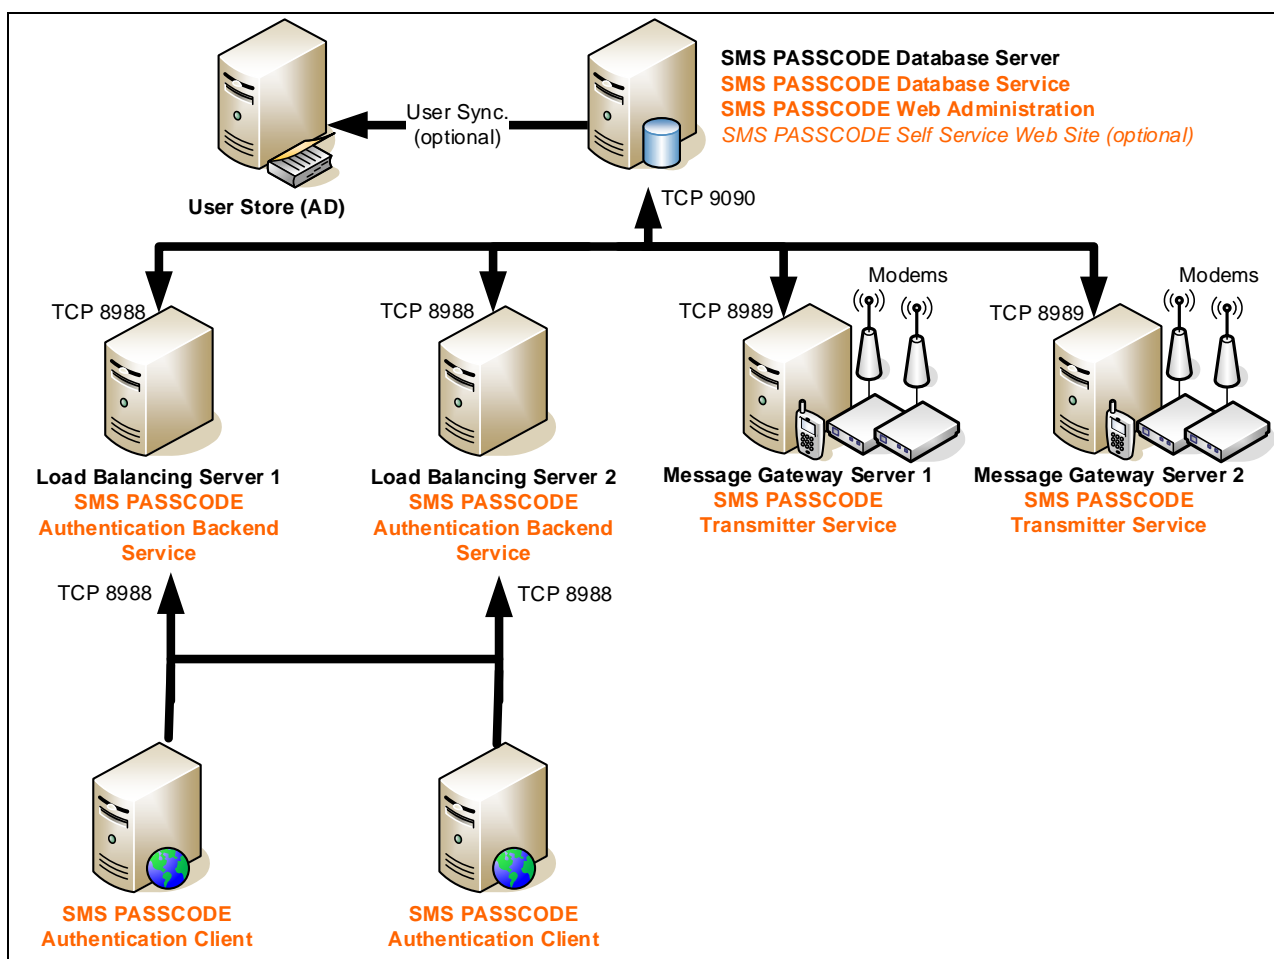 SMS PASSCODE Database Server
SMS PASSCODE Database Service
SMS PASSCODE Web Administration
SMS PASSCODE Self Service Web Site (optional)
User Sync.
(optional)
User Store (AD)
TCP 9090
TCP 8988
TCP 8988
TCP 8989
Modems
TCP 8989
Modems
Load Balancing Server 1
SMS PASSCODE
Authentication Backend
Service
Load Balancing Server 2
SMS PASSCODE
Authentication Backend
Service
Message Gateway Server 1
SMS PASSCODE
Transmitter Service
Message Gateway Server 2
SMS PASSCODE
Transmitter Service
TCP 8988
TCP 8988
SMS PASSCODE
Authentication Client
SMS PASSCODE
Authentication Client